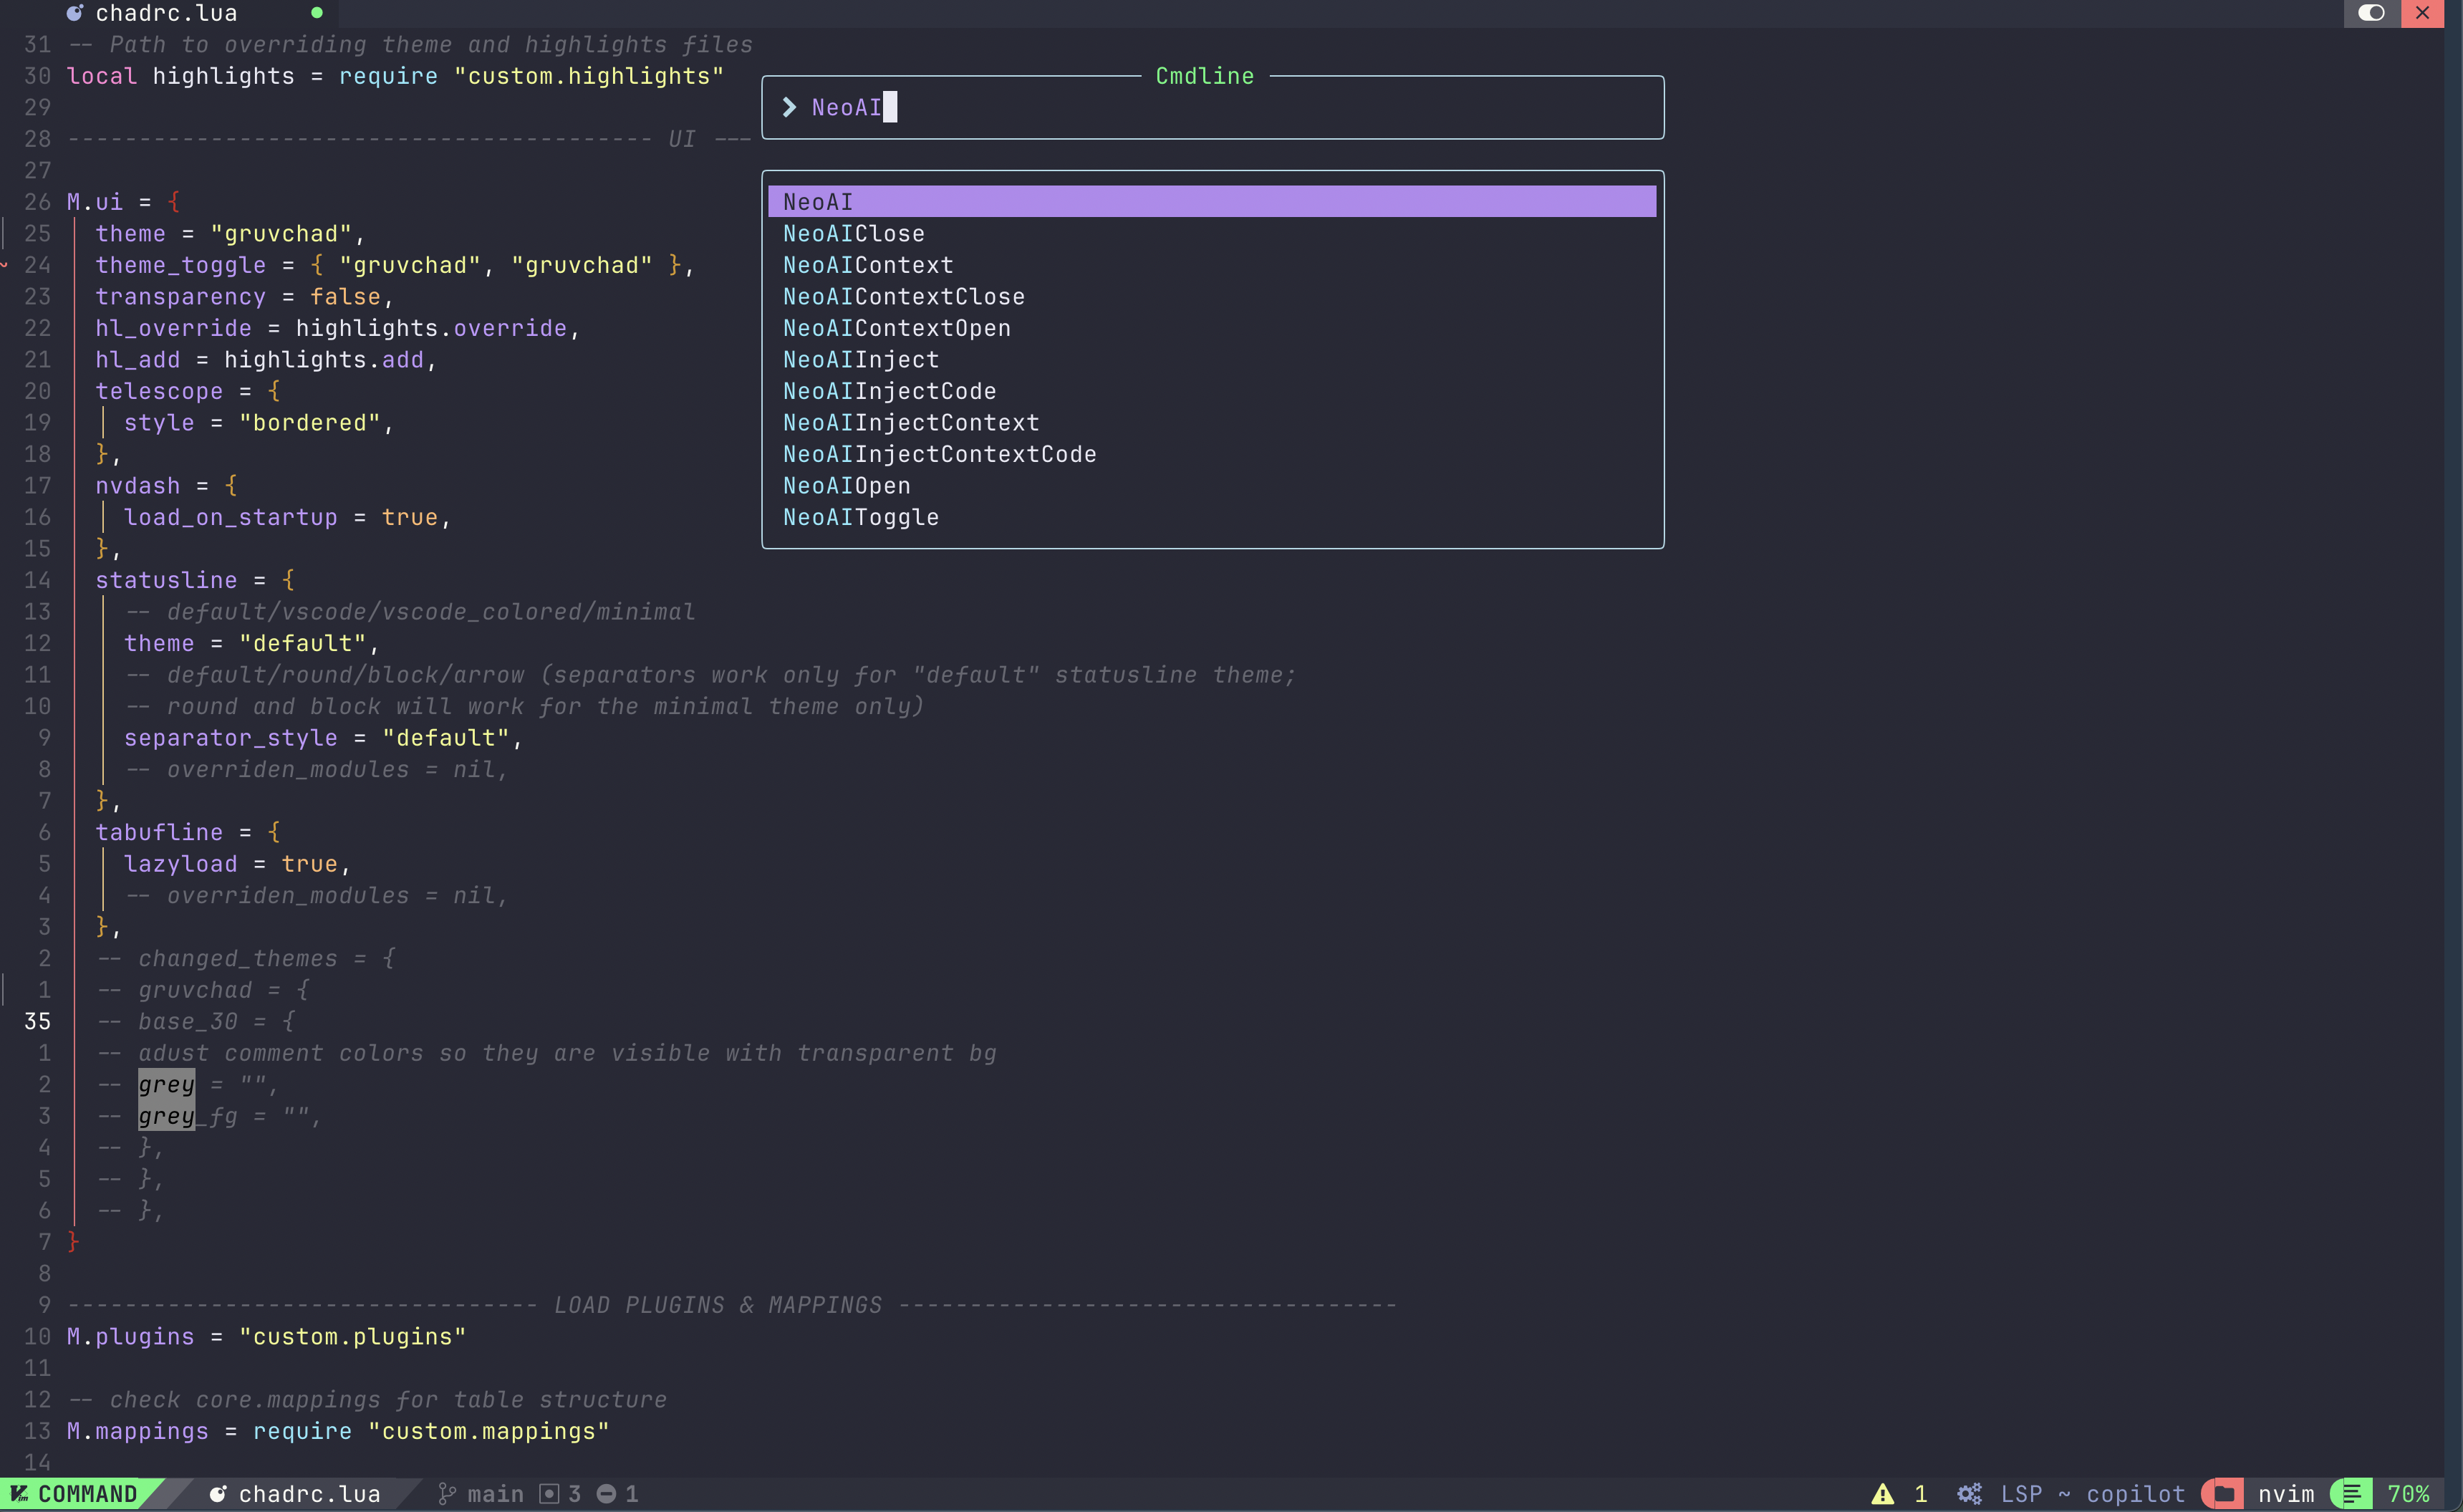 chadrc.lua
31 -- Path to overriding theme and highlights files
30 local highlights = require "custom.highlights"
29
28 ----------------------------------------- UI ---
27
26 M.ui = {
25 theme = "gruvchad",
~ 24 theme_toggle = { "gruvchad", "gruvchad" },
23 transparency = false,
22 hl_override = highlights.override,
21 hl_add = highlights.add,
20 telescope = {
19 style = "bordered",
18 },
17 nvdash = {
16 load_on_startup = true,
15 },
14 statusline = {
13 -- default/vscode/vscode_colored/minimal
12 theme = "default",
11 -- default/round/block/arrow (separators work only for "default" statusline theme;
10 -- round and block will work for the minimal theme only)
9 separator_style = "default",
8 -- overriden_modules = nil,
7 },
6 tabufline = {
5 lazyload = true,
4 -- overriden_modules = nil,
3 },
2 -- changed_themes = {
1 -- gruvchad = {
35 -- base_30 = {
1 -- adust comment colors so they are visible with transparent bg
2 -- grey = "",
3 -- grey_fg = "",
4 -- },
5 -- },
6 -- },
7 }
8
9 --------------------------------- LOAD PLUGINS & MAPPINGS -----------------------------------
10 M.plugins = "custom.plugins"
11
12 -- check core.mappings for table structure
13 M.mappings = require "custom.mappings"
14
Cmdline
NeoAI
NeoAI
NeoAIClose
NeoAIContext
NeoAIContextClose
NeoAIContextOpen
NeoAIInject
NeoAIInjectCode
NeoAIInjectContext
NeoAIInjectContextCode
NeoAIOpen
NeoAIToggle
COMMAND chadrc.lua main 3 1 1 LSP ~ copilot nvim 70%